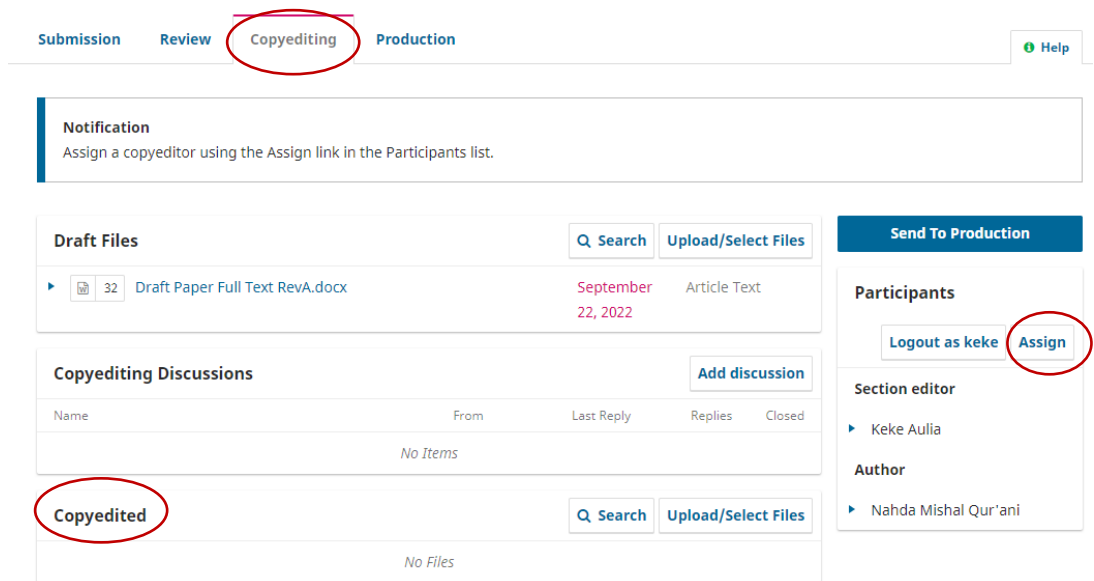 Submission Review Copyediting Production
Help
Notification
Assign a copyeditor using the Assign link in the Participants list.
Draft Files Search Upload/Select Files
32 Draft Paper Full Text RevA.docx September 22, 2022 Article Text
Copyediting Discussions Add discussion
Name From Last Reply Replies Closed
No Items
Copyedited Search Upload/Select Files
No Files
Send To Production
Participants
Logout as keke Assign
Section editor
Keke Aulia
Author
Nahda Mishal Qur'ani